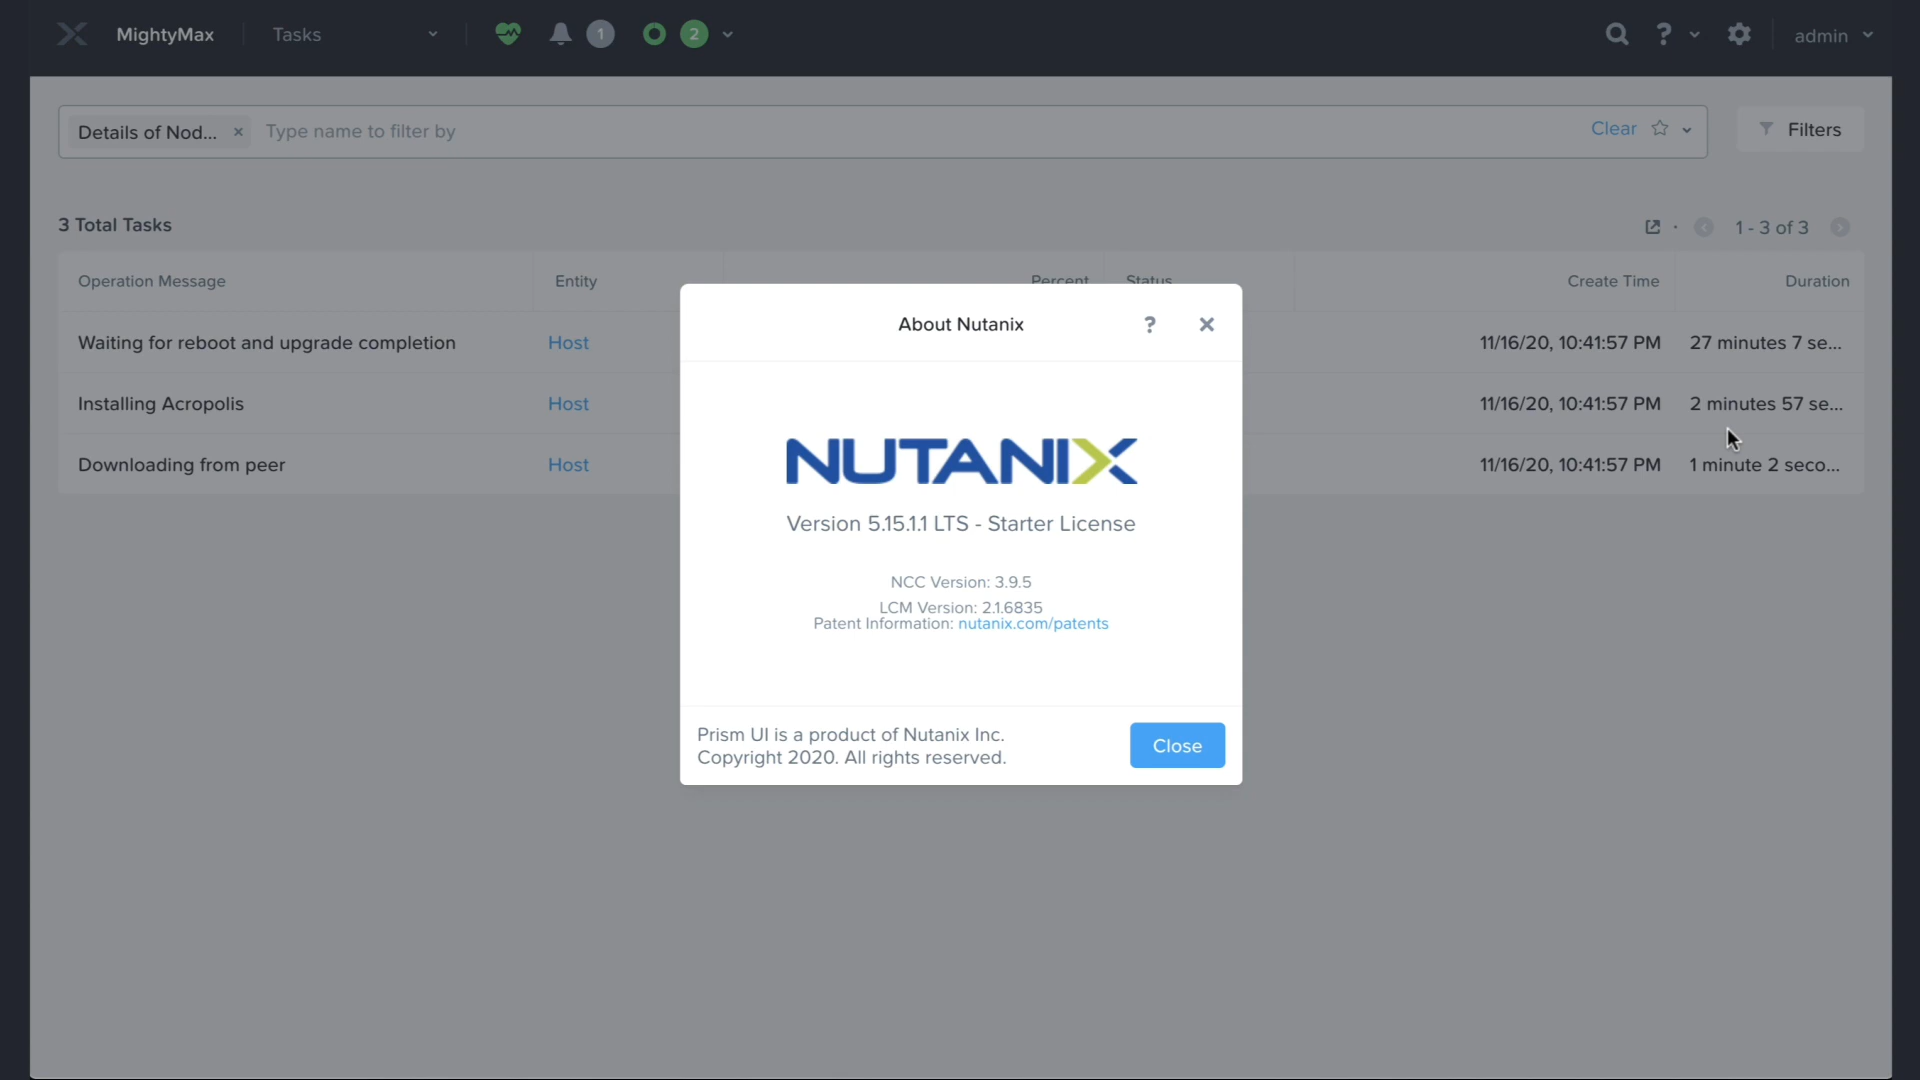 MightyMax
Tasks
1
2
?
admin
Details of Nod... × Type name to filter by
Clear
Filters
3 Total Tasks
1 - 3 of 3
Operation Message Entity Percent Status Create Time Duration
Waiting for reboot and upgrade completion Host 11/16/20, 10:41:57 PM 27 minutes 7 se...
Installing Acropolis Host 11/16/20, 10:41:57 PM 2 minutes 57 se...
Downloading from peer Host 11/16/20, 10:41:57 PM 1 minute 2 seco...
About Nutanix ? ×
NUTANIX
Version 5.15.1.1 LTS - Starter License
NCC Version: 3.9.5
LCM Version: 2.1.6835
Patent Information: nutanix.com/patents
Prism UI is a product of Nutanix Inc.
Copyright 2020. All rights reserved.
Close